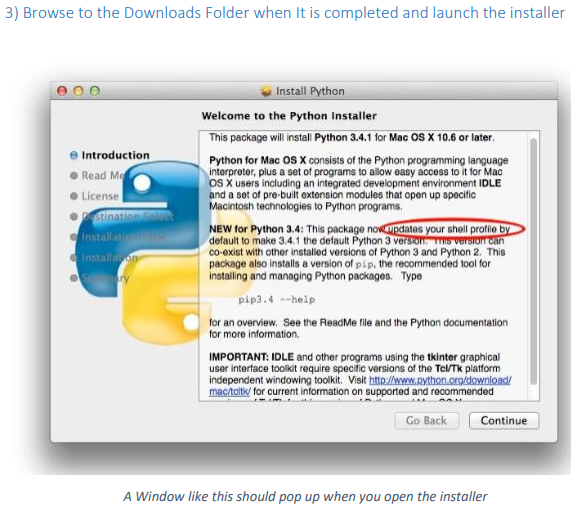 3) Browse to the Downloads Folder when It is completed and launch the installer
Install Python
Welcome to the Python Installer
Introduction
Read Me
License
Destination Select
Installation Type
Installation
Summary
This package will install Python 3.4.1 for Mac OS X 10.6 or later.
Python for Mac OS X consists of the Python programming language
interpreter, plus a set of programs to allow easy access to it for Mac
OS X users including an integrated development environment IDLE
and a set of pre-built extension modules that open up specific
Macintosh technologies to Python programs.
NEW for Python 3.4: This package now updates your shell profile by
default to make 3.4.1 the default Python 3 version. This version can
co-exist with other installed versions of Python 3 and Python 2. This
package also installs a version of pip, the recommended tool for
installing and managing Python packages. Type
pip3.4 --help
for an overview. See the ReadMe file and the Python documentation
for more information.
IMPORTANT: IDLE and other programs using the tkinter graphical
user interface toolkit require specific versions of the Tcl/Tk platform
independent windowing toolkit. Visit http://www.python.org/download/
mac/tcltk/ for current information on supported and recommended
Go Back
Continue
A Window like this should pop up when you open the installer